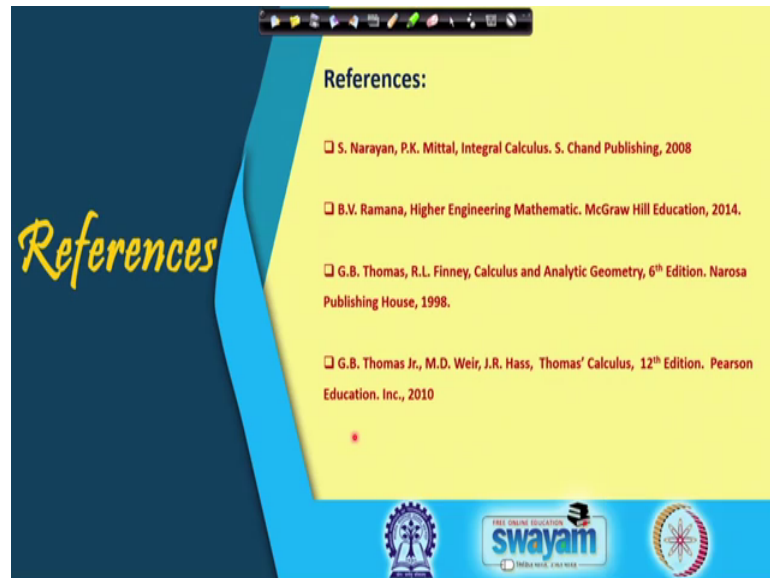 References
References:
❑ S. Narayan, P.K. Mittal, Integral Calculus. S. Chand Publishing, 2008
❑ B.V. Ramana, Higher Engineering Mathematic. McGraw Hill Education, 2014.
❑ G.B. Thomas, R.L. Finney, Calculus and Analytic Geometry, 6th Edition. Narosa
Publishing House, 1998.
❑ G.B. Thomas Jr., M.D. Weir, J.R. Hass, Thomas' Calculus, 12th Edition. Pearson
Education. Inc., 2010
FREE ONLINE EDUCATION
swayam